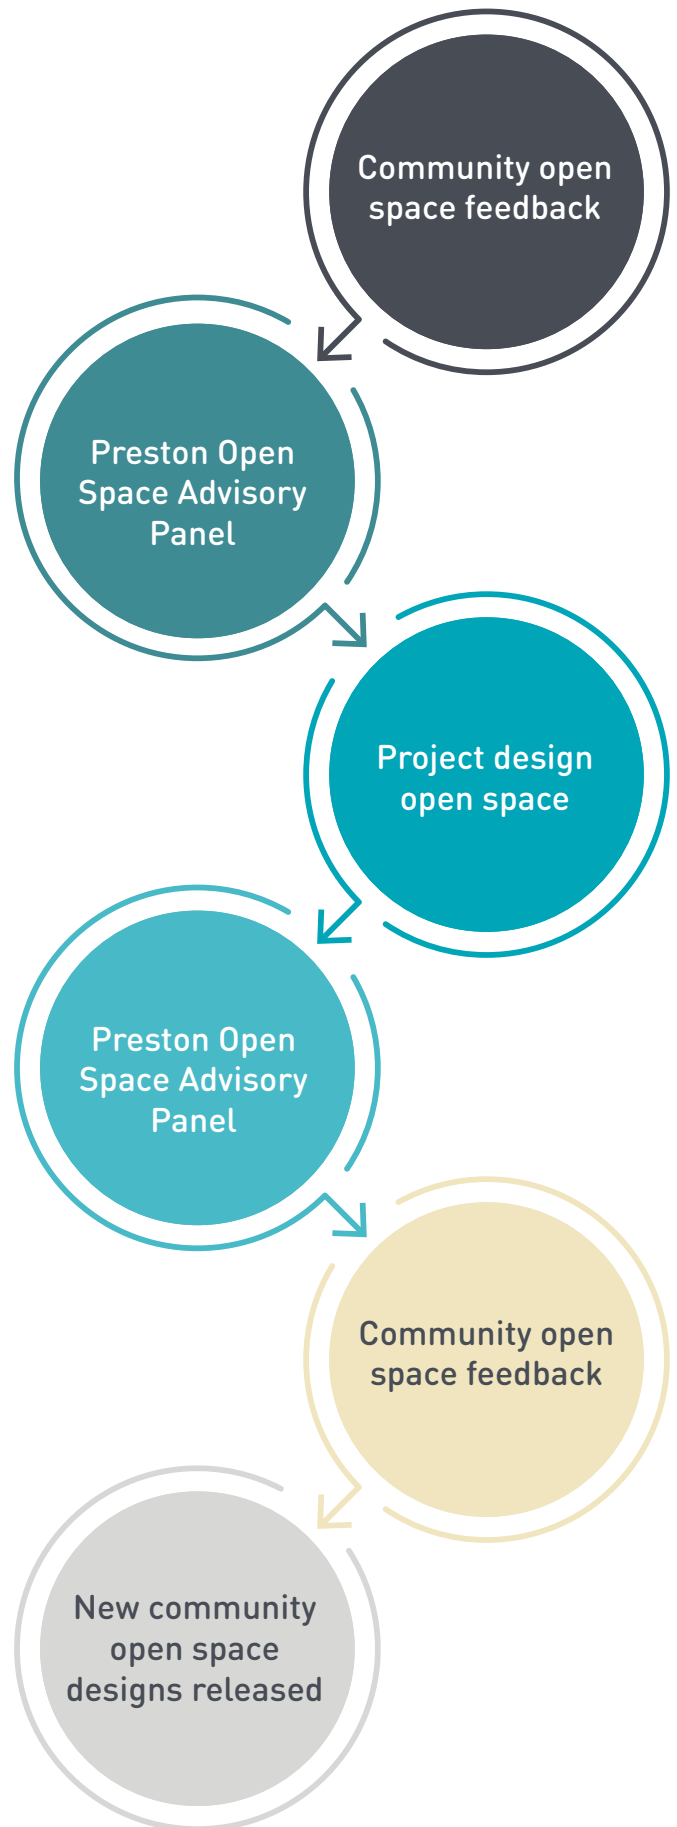 Community open
space feedback
Preston Open
Space Advisory
Panel
Project design
open space
Preston Open
Space Advisory
Panel
Community open
space feedback
New community
open space
designs released